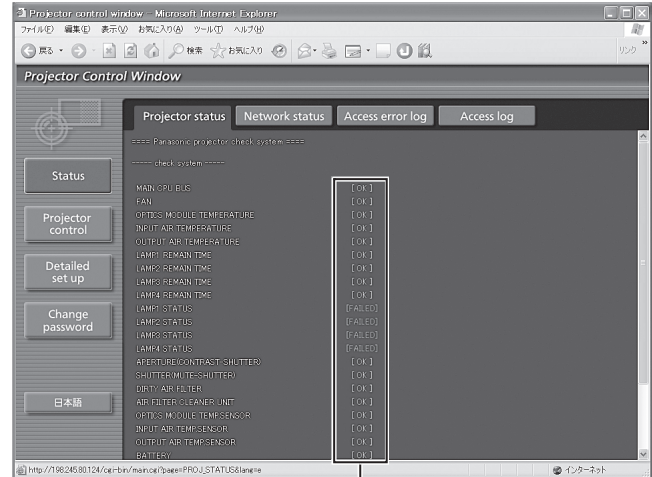 Projector control window - Microsoft Internet Explorer
ファイル(F) 編集(E) 表示(V) お気に入り(A) ツール(T) ヘルプ(H)
戻る 検索 お気に入り リンク »
Projector Control Window
Projector status Network status Access error log Access log
==== Panasonic projector check system ====
----- check system -----
Status
MAIN CPU BUS [ OK ]
FAN [ OK ]
OPTICS MODULE TEMPERATURE [ OK ]
INPUT AIR TEMPERATURE [ OK ]
OUTPUT AIR TEMPERATURE [ OK ]
LAMP1 REMAIN TIME [ OK ]
LAMP2 REMAIN TIME [ OK ]
LAMP3 REMAIN TIME [ OK ]
LAMP4 REMAIN TIME [ OK ]
LAMP1 STATUS [FAILED]
LAMP2 STATUS [FAILED]
LAMP3 STATUS [FAILED]
LAMP4 STATUS [FAILED]
APERTURE(CONTRAST-SHUTTER) [ OK ]
SHUTTER(MUTE-SHUTTER) [ OK ]
DIRTY AIR FILTER [ OK ]
AIR FILTER CLEANER UNIT [ OK ]
OPTICS MODULE TEMP.SENSOR [ OK ]
INPUT AIR TEMP.SENSOR [ OK ]
OUTPUT AIR TEMP.SENSOR [ OK ]
BATTERY [ OK ]
Projector control
Detailed set up
Change password
日本語
http://198.245.80.124/cgi-bin/main.cgi?page=PROJ_STATUS&lang=e インターネット